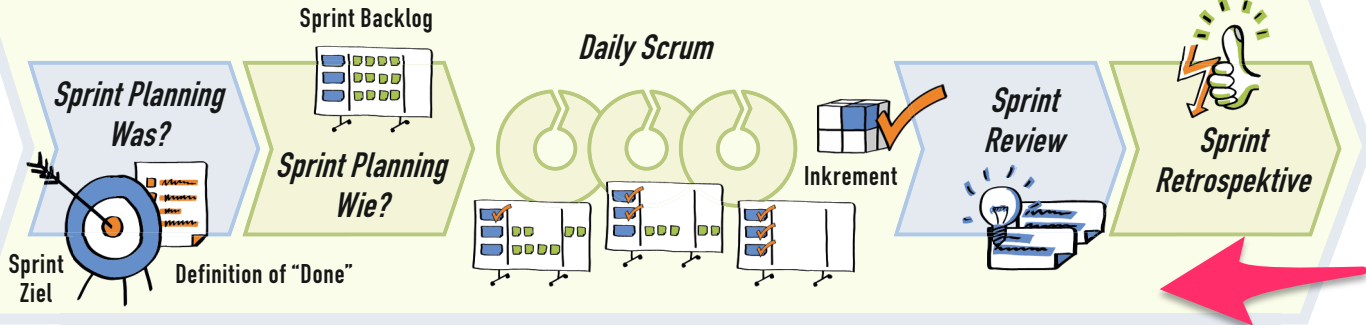 Sprint Backlog
Daily Scrum
Sprint Planning
Was?
Sprint Planning
Wie?
Sprint
Ziel
Definition of “Done”
Inkrement
Sprint
Review
Sprint
Retrospektive